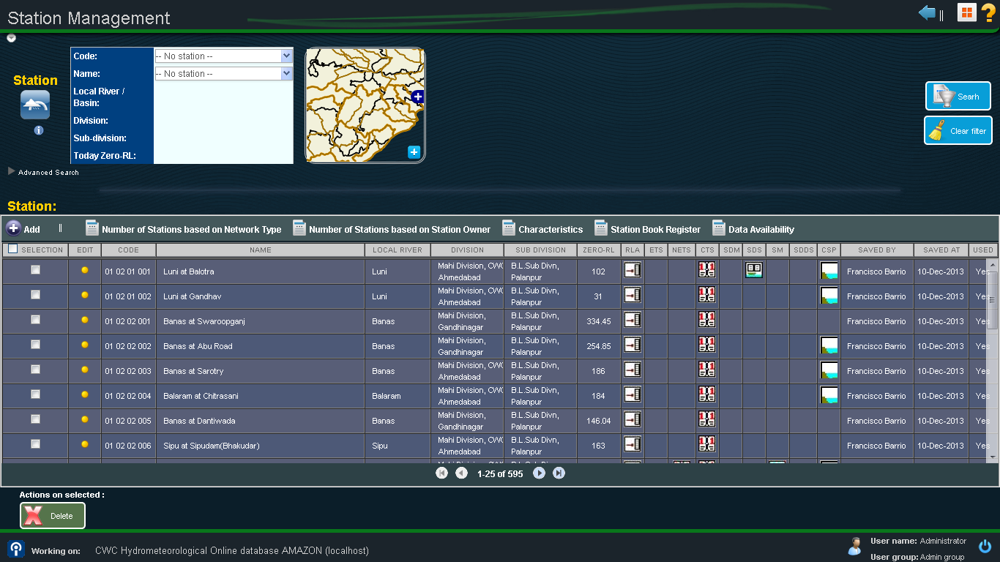 Station Management
Code: -- No station --
Name: -- No station --
Station
Local River /
Basin:
Division:
Sub-division:
Today Zero-RL:
Searh
Clear filter
Advanced Search
Station:
Add Number of Stations based on Network Type Number of Stations based on Station Owner Characteristics Station Book Register Data Availability
SELECTION EDIT CODE NAME LOCAL RIVER DIVISION SUB DIVISION ZERO-RL RLA ETS NETS CTS SDM SDS SM SDDS CSP SAVED BY SAVED AT USED
01 02 01 001 Luni at Balotra Luni Mahi Division, CWC Ahmedabad B.L.Sub Divn, Palanpur 102 Francisco Barrio 10-Dec-2013 Yes
01 02 01 002 Luni at Gandhav Luni Mahi Division, CWC Ahmedabad B.L.Sub Divn, Palanpur 31 Francisco Barrio 10-Dec-2013 Yes
01 02 02 001 Banas at Swaroopganj Banas Mahi Division, Gandhinagar B.L.Sub Divn, Palanpur 334.45 Francisco Barrio 10-Dec-2013 Yes
01 02 02 002 Banas at Abu Road Banas Mahi Division, Gandhinagar B.L.Sub Divn, Palanpur 254.85 Francisco Barrio 10-Dec-2013 Yes
01 02 02 003 Banas at Sarotry Banas Mahi Division, CWC Ahmedabad B.L.Sub Divn, Palanpur 186 Francisco Barrio 10-Dec-2013 Yes
01 02 02 004 Balaram at Chitrasani Balaram Mahi Division, CWC Ahmedabad B.L.Sub Divn, Palanpur 184 Francisco Barrio 10-Dec-2013 Yes
01 02 02 005 Banas at Dantiwada Banas Mahi Division, Gandhinagar B.L.Sub Divn, Palanpur 146.04 Francisco Barrio 10-Dec-2013 Yes
01 02 02 006 Sipu at Sipudam(Bhakudar) Sipu Mahi Division, CWC Ahmedabad B.L.Sub Divn, Palanpur 163 Francisco Barrio 10-Dec-2013 Yes
1-25 of 595
Actions on selected :
Delete
Working on: CWC Hydrometeorological Online database AMAZON (localhost)
User name: Administrator
User group: Admin group